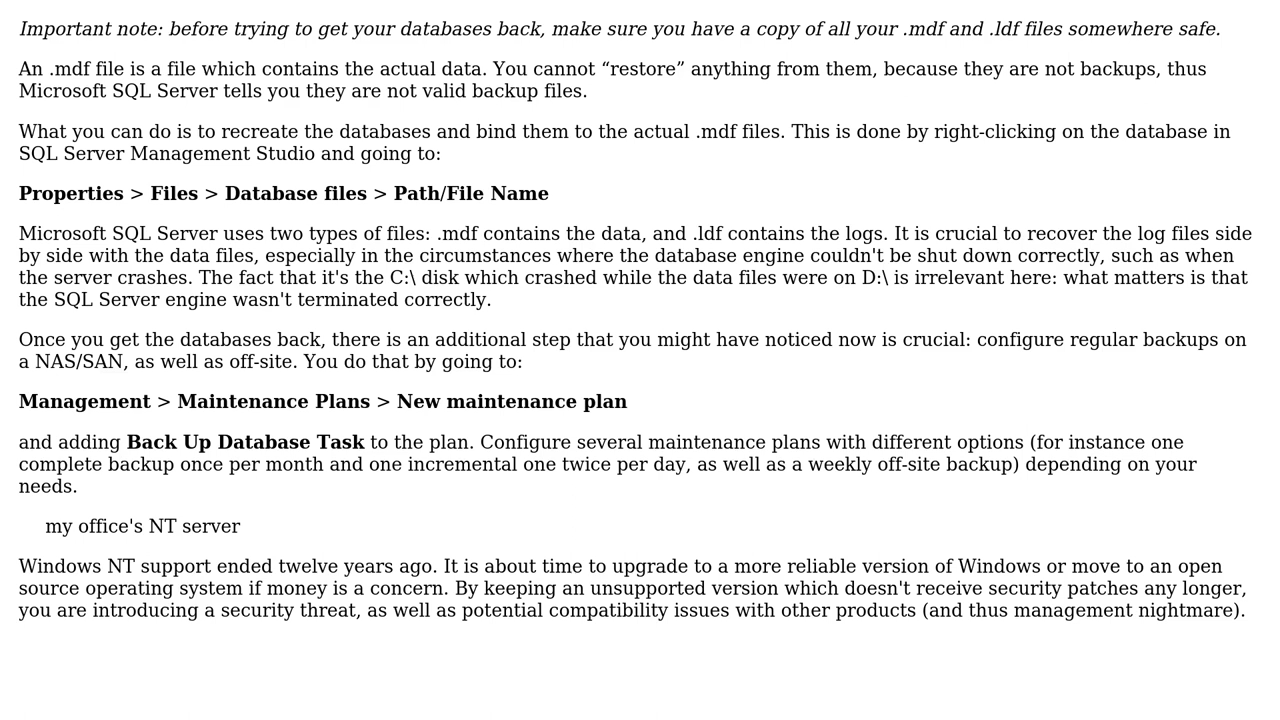 Important note: before trying to get your databases back, make sure you have a copy of all your .mdf and .ldf files somewhere safe.
An .mdf file is a file which contains the actual data. You cannot “restore” anything from them, because they are not backups, thus
Microsoft SQL Server tells you they are not valid backup files.
What you can do is to recreate the databases and bind them to the actual .mdf files. This is done by right-clicking on the database in
SQL Server Management Studio and going to:
Properties > Files > Database files > Path/File Name
Microsoft SQL Server uses two types of files: .mdf contains the data, and .ldf contains the logs. It is crucial to recover the log files side
by side with the data files, especially in the circumstances where the database engine couldn't be shut down correctly, such as when
the server crashes. The fact that it's the C:\ disk which crashed while the data files were on D:\ is irrelevant here: what matters is that
the SQL Server engine wasn't terminated correctly.
Once you get the databases back, there is an additional step that you might have noticed now is crucial: configure regular backups on
a NAS/SAN, as well as off-site. You do that by going to:
Management > Maintenance Plans > New maintenance plan
and adding Back Up Database Task to the plan. Configure several maintenance plans with different options (for instance one
complete backup once per month and one incremental one twice per day, as well as a weekly off-site backup) depending on your
needs.
my office's NT server
Windows NT support ended twelve years ago. It is about time to upgrade to a more reliable version of Windows or move to an open
source operating system if money is a concern. By keeping an unsupported version which doesn't receive security patches any longer,
you are introducing a security threat, as well as potential compatibility issues with other products (and thus management nightmare).